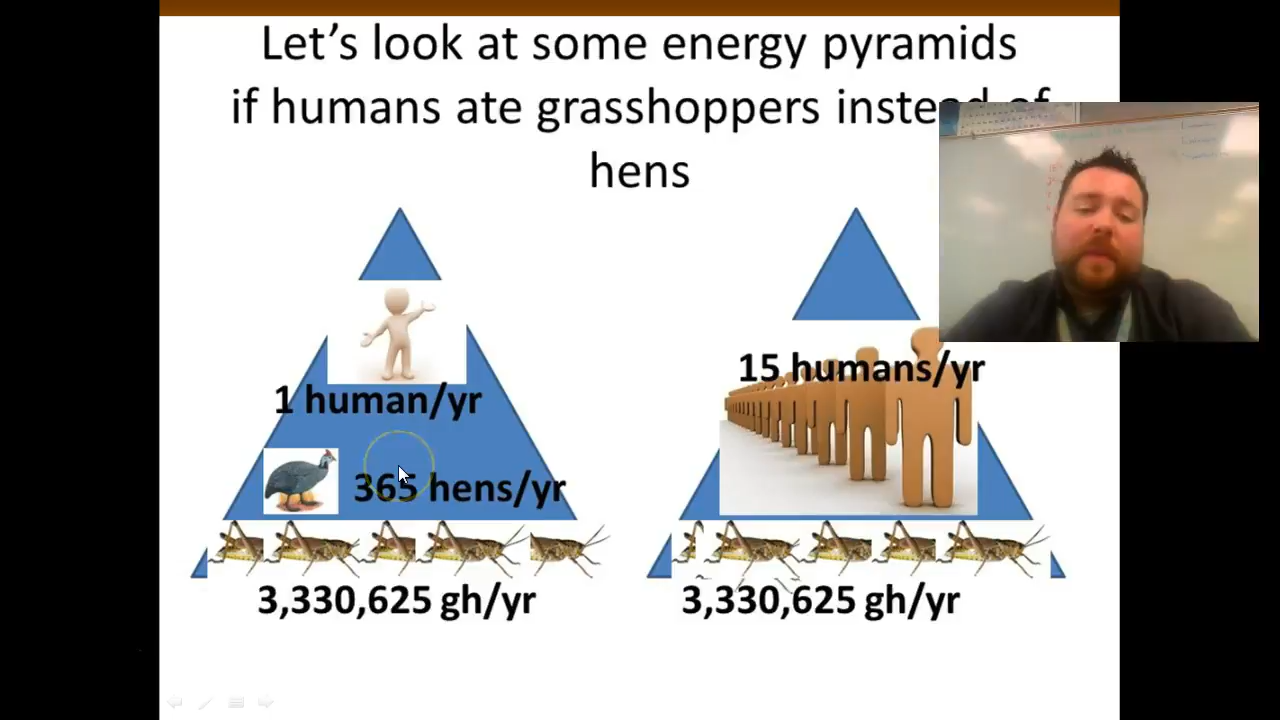 Let's look at some energy pyramids
if humans ate grasshoppers instead of
hens
1 human/yr
365 hens/yr
3,330,625 gh/yr
15 humans/yr
3,330,625 gh/yr